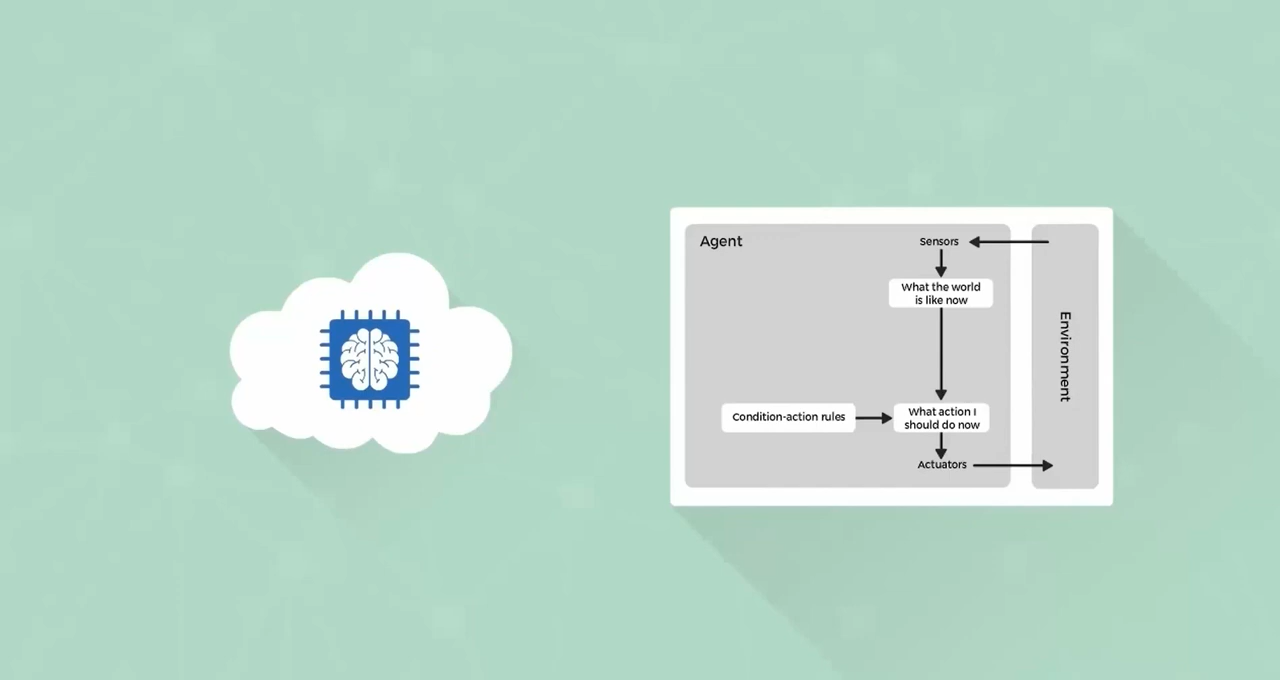 Agent
Sensors
What the world
is like now
Environment
Condition-action rules
What action I
should do now
Actuators